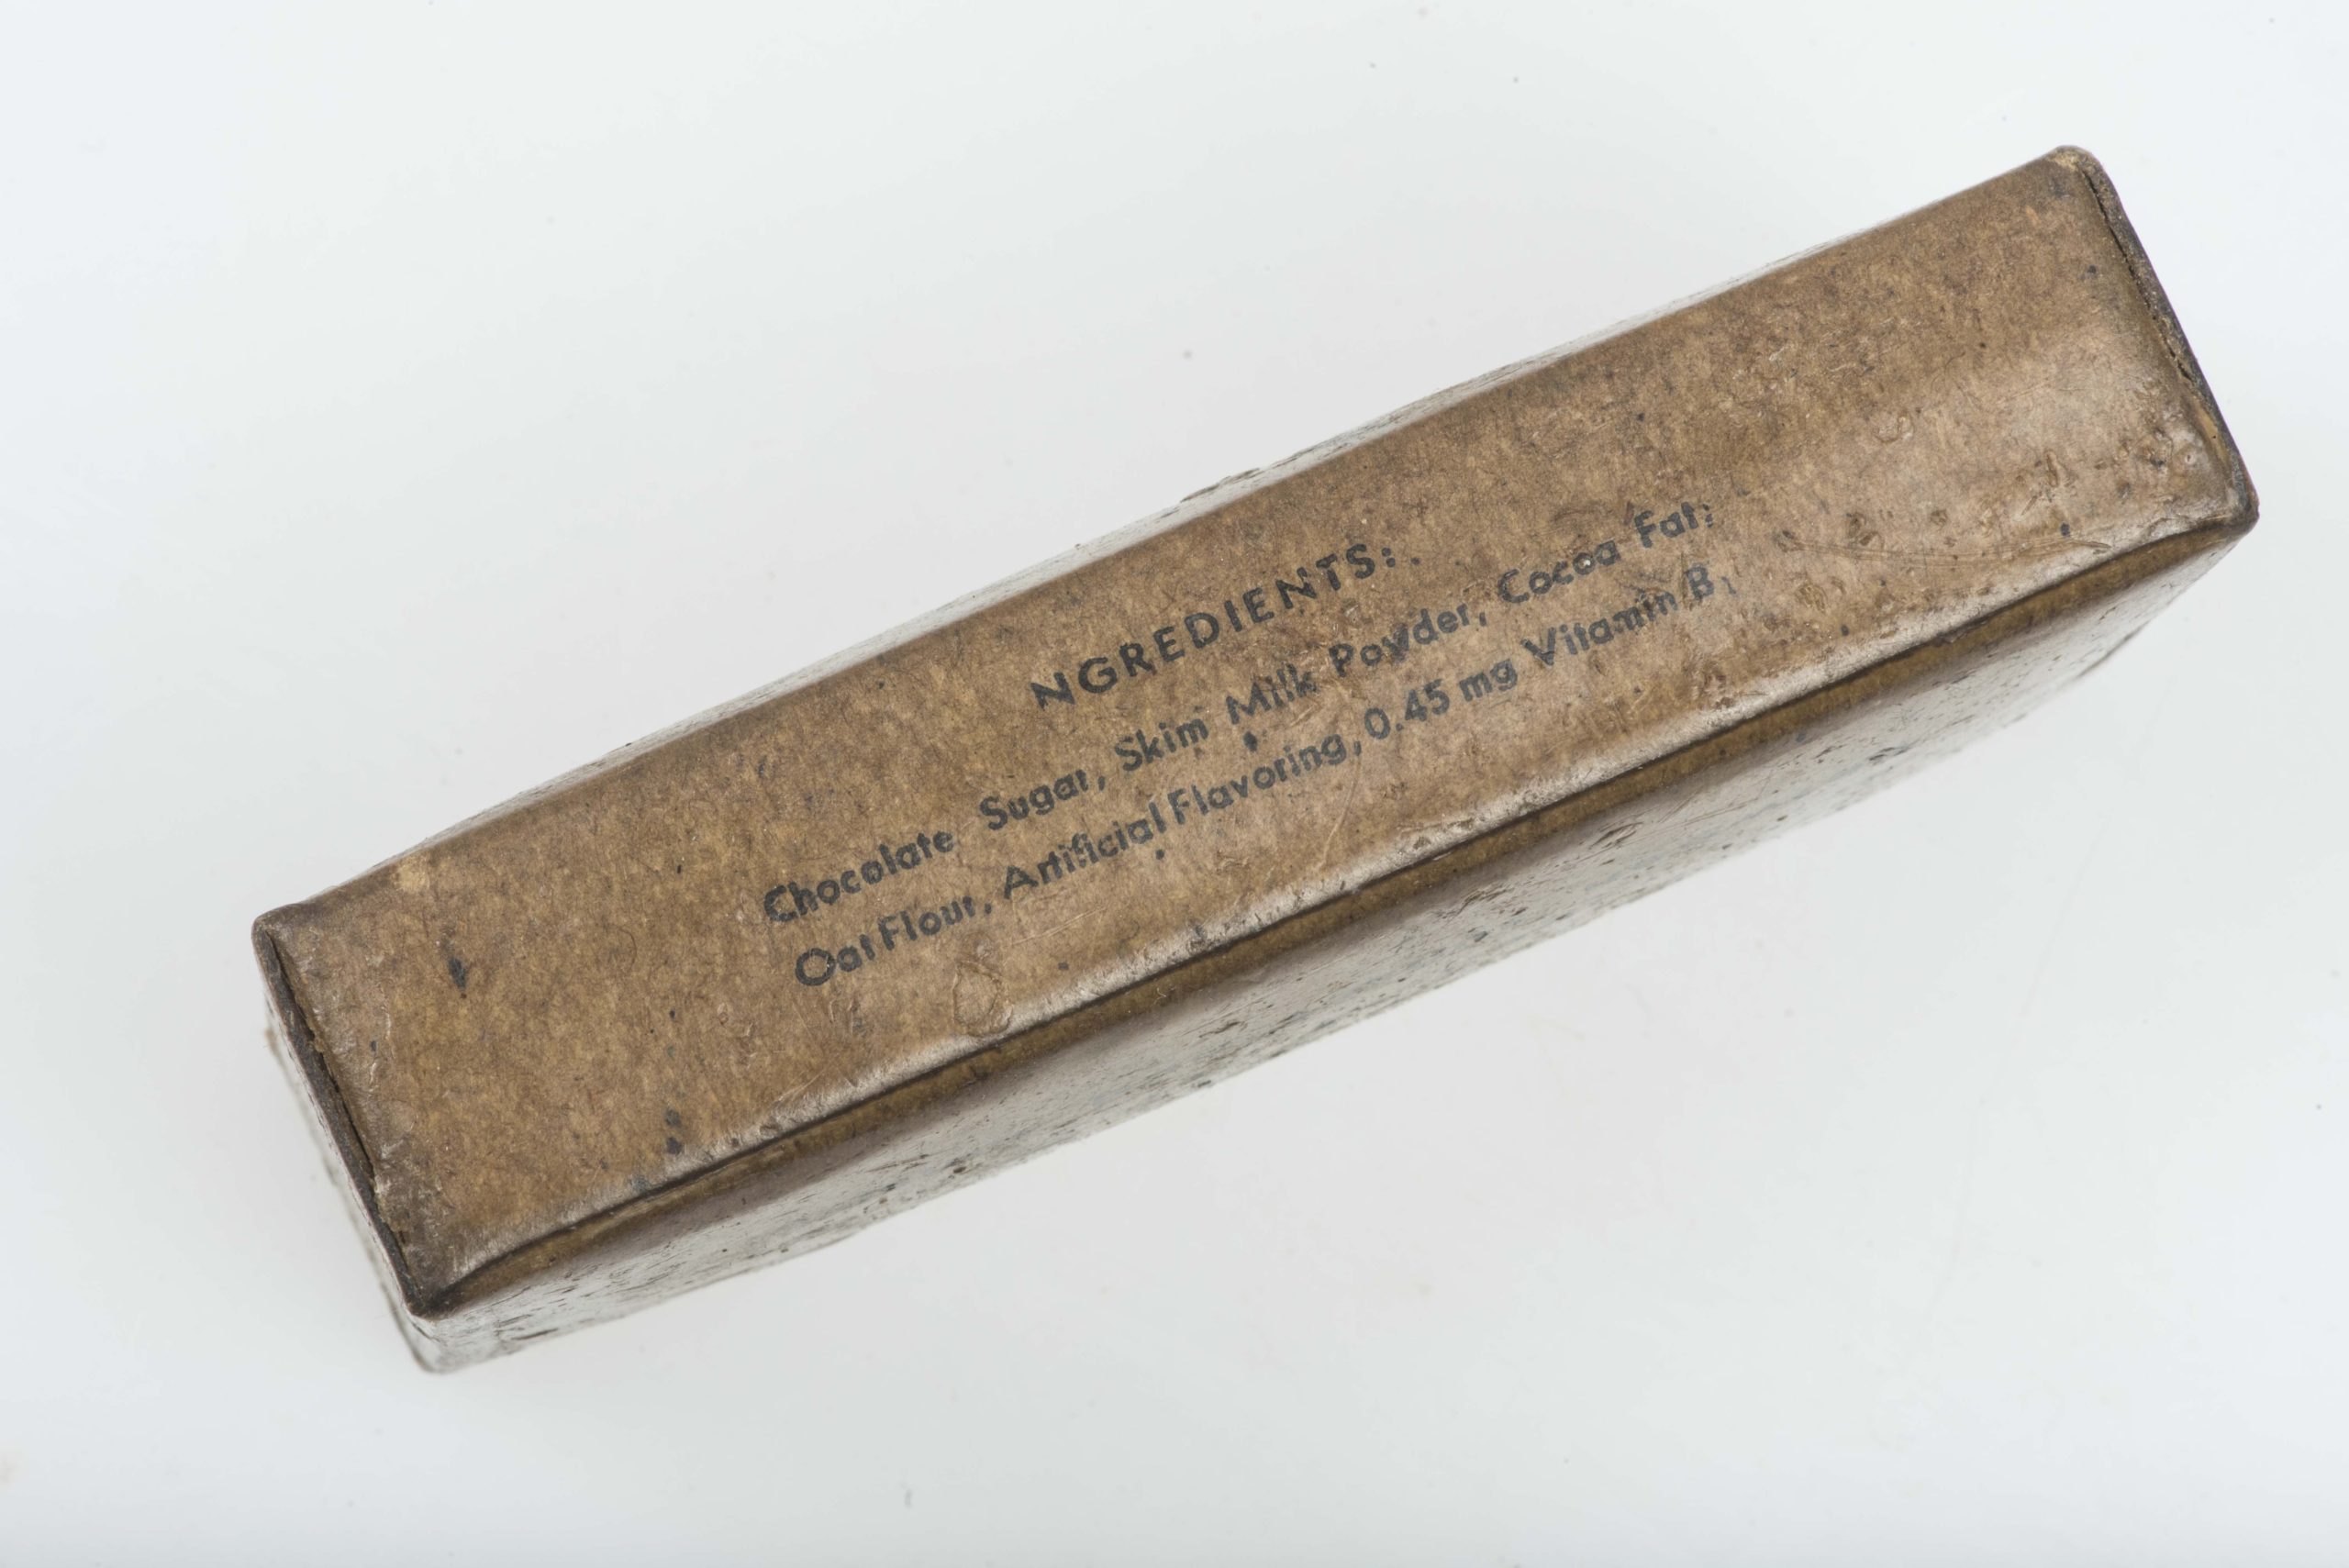 NGREDIENTS:
Chocolate Sugar, Skim Milk Powder, Cocoa Fat,
Oat Flour, Artificial Flavoring, 0.45 mg Vitamin B₁